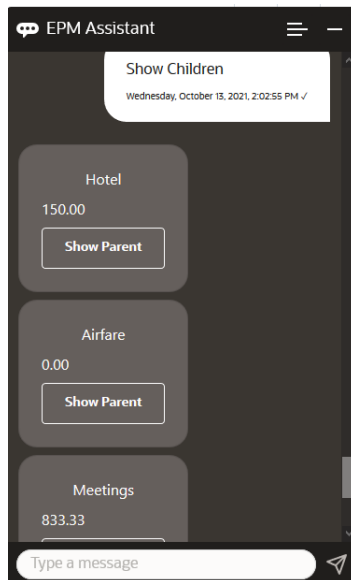 EPM Assistant
Show Children
Wednesday, October 13, 2021, 2:02:55 PM ✓
Hotel
150.00
Show Parent
Airfare
0.00
Show Parent
Meetings
833.33
Type a message